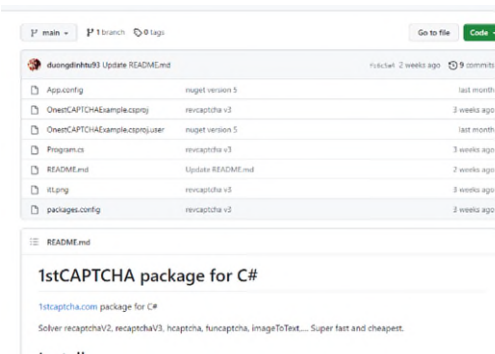 main
1 branch
0 tags
Go to file
Code
duongdinhtu93 Update README.md
2 weeks ago
9 commits
App.config
nuget version 5
last month
OnestCAPTCHAExample.csproj
revcaptcha v3
3 weeks ago
OnestCAPTCHAExample.csproj.user
nuget version 5
last month
Program.cs
revcaptcha v3
3 weeks ago
README.md
Update README.md
2 weeks ago
itt.png
revcaptcha v3
3 weeks ago
packages.config
revcaptcha v3
3 weeks ago
README.md
1stCAPTCHA package for C#
1stcaptcha.com package for C#
Solver recaptchaV2, recaptchaV3, hcaptcha, funcaptcha, imageToText,... Super fast and cheapest.